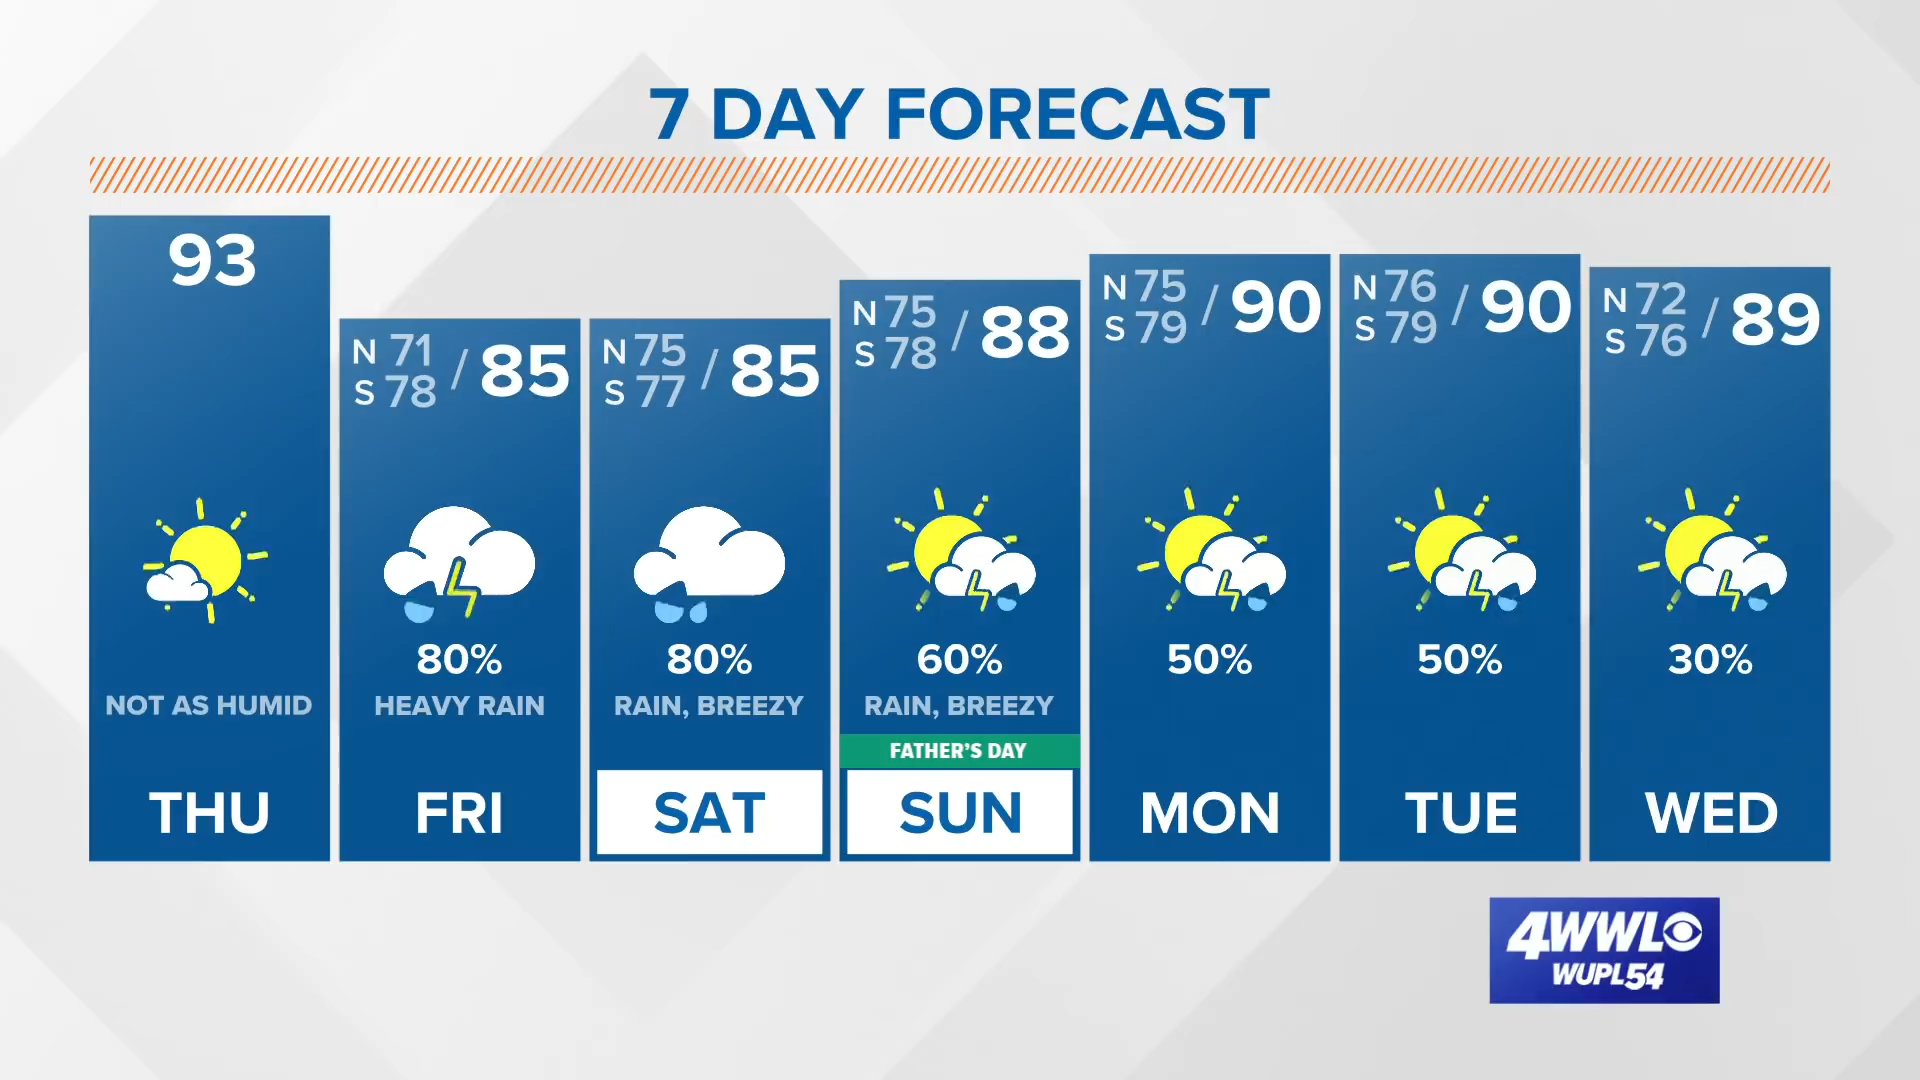 7 DAY FORECAST
93
NOT AS HUMID
THU
N 71
S 78
/ 85
80%
HEAVY RAIN
FRI
N 75
S 77
/ 85
80%
RAIN, BREEZY
SAT
N 75
S 78
/ 88
60%
RAIN, BREEZY
FATHER'S DAY
SUN
N 75
S 79
/ 90
50%
MON
N 76
S 79
/ 90
50%
TUE
N 72
S 76
/ 89
30%
WED
4WWL
WUPL54